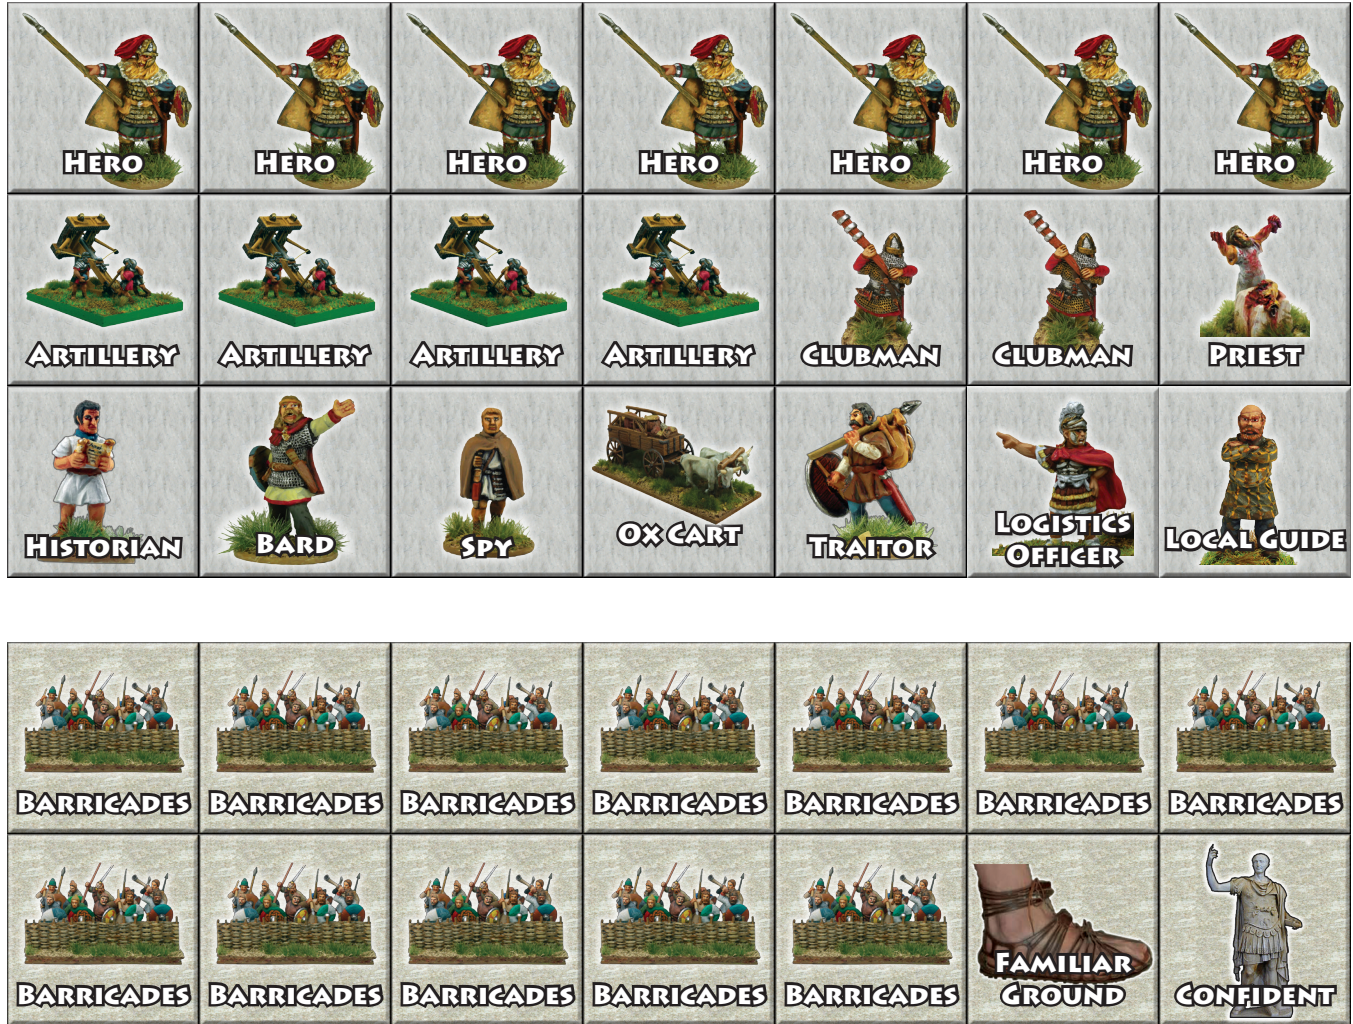 HERO HERO HERO HERO HERO HERO HERO
ARTILLERY ARTILLERY ARTILLERY ARTILLERY CLUBMAN CLUBMAN PRIEST
HISTORIAN BARD SPY OX CART TRAITOR LOGISTICS OFFICER LOCAL GUIDE
BARRICADES BARRICADES BARRICADES BARRICADES BARRICADES BARRICADES BARRICADES
BARRICADES BARRICADES BARRICADES BARRICADES BARRICADES FAMILIAR GROUND CONFIDENT